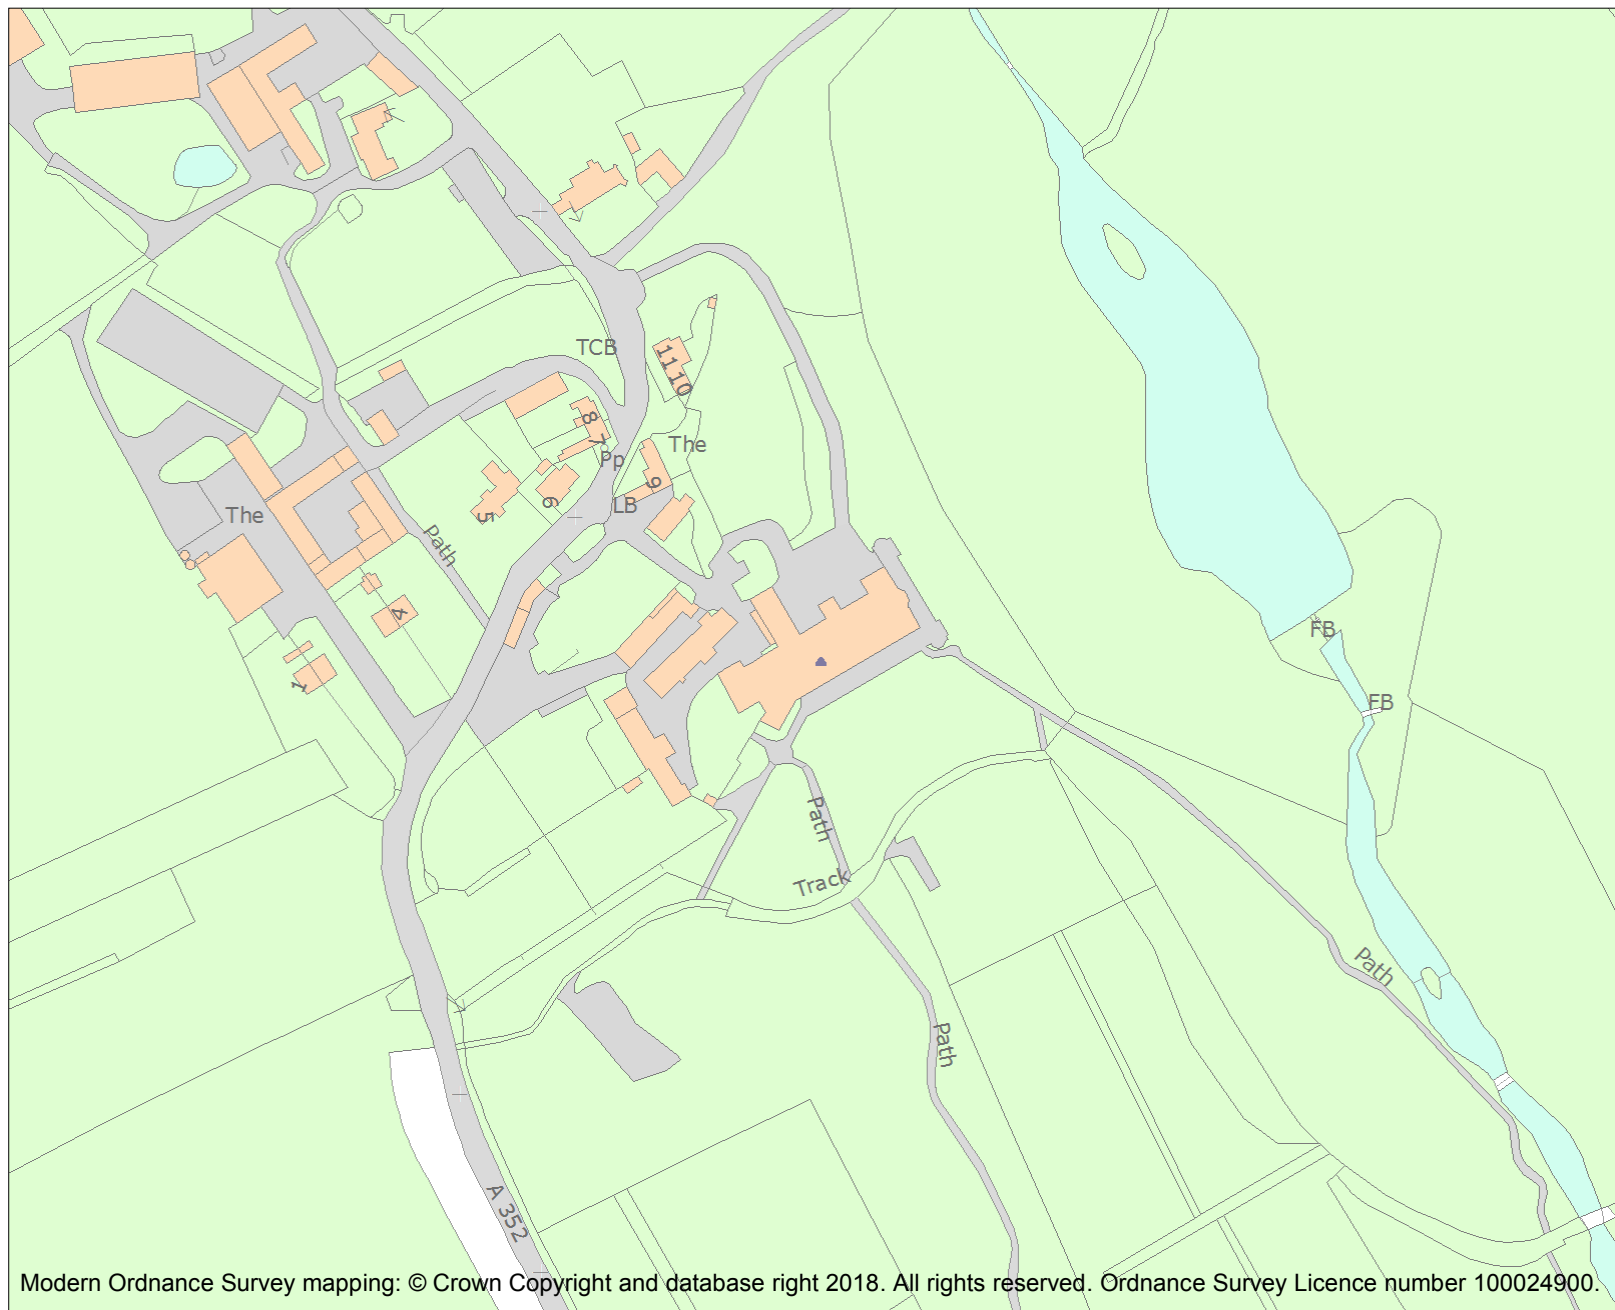 TCB
11
10
8
7
The
Pp
9
5
6
LB
The
Path
4
1
FB
FB
Path
Track
Path
Path
A 352
Modern Ordnance Survey mapping: © Crown Copyright and database right 2018. All rights reserved. Ordnance Survey Licence number 100024900.